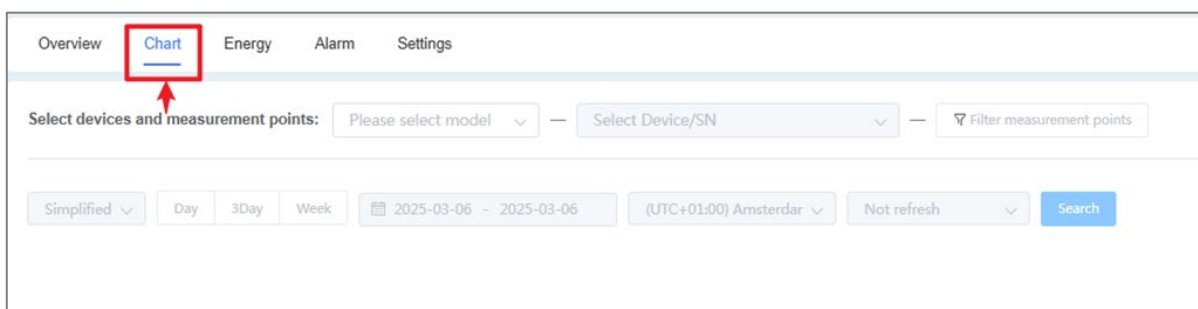 Overview Chart Energy Alarm Settings
Select devices and measurement points: Please select model — Select Device/SN — Filter measurement points
Simplified Day 3Day Week 2025-03-06 - 2025-03-06 (UTC+01:00) Amsterdar Not refresh Search